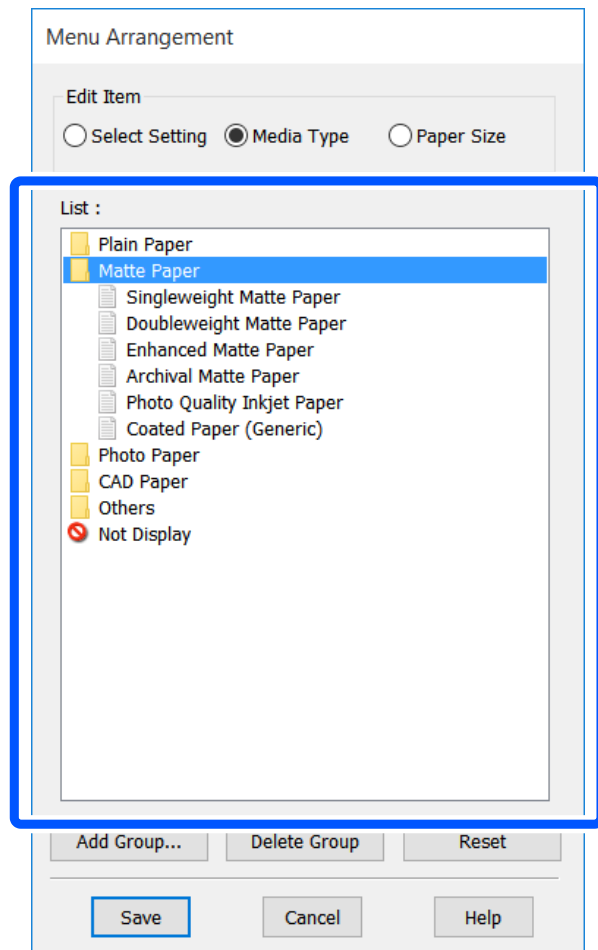 Menu Arrangement
Edit Item
Select Setting Media Type Paper Size
List :
Plain Paper
Matte Paper
Singleweight Matte Paper
Doubleweight Matte Paper
Enhanced Matte Paper
Archival Matte Paper
Photo Quality Inkjet Paper
Coated Paper (Generic)
Photo Paper
CAD Paper
Others
Not Display
Add Group... Delete Group Reset
Save Cancel Help